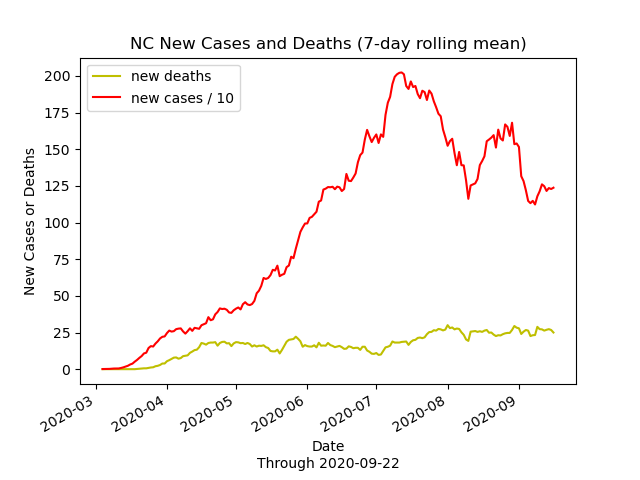 NC New Cases and Deaths (7-day rolling mean)
new deaths
new cases / 10
200
175
150
125
100
75
50
25
0
New Cases or Deaths
2020-03
2020-04
2020-05
2020-06
2020-07
2020-08
2020-09
Date
Through 2020-09-22